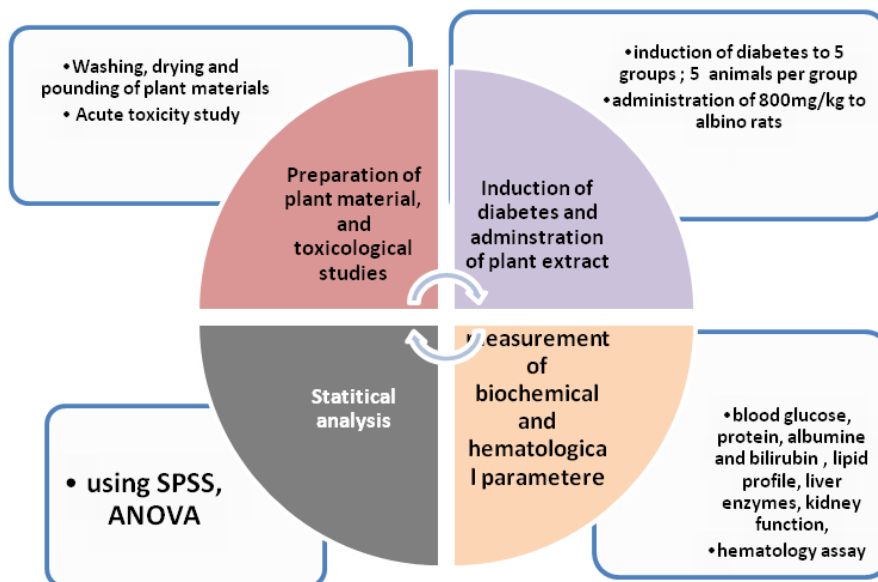 •Washing, drying and
pounding of plant materials
• Acute toxicity study
•induction of diabetes to 5
groups ; 5 animals per group
•administration of 800mg/kg to
albino rats
Preparation of
plant material,
and
toxicological
studies
Induction of
diabetes and
adminstration
of plant extract
Statitical
analysis
measurement
of
biochemical
and
hematologica
l parametere
• using SPSS,
ANOVA
•blood glucose,
protein, albumine
and bilirubin , lipid
profile, liver
enzymes, kidney
function,
•hematology assay